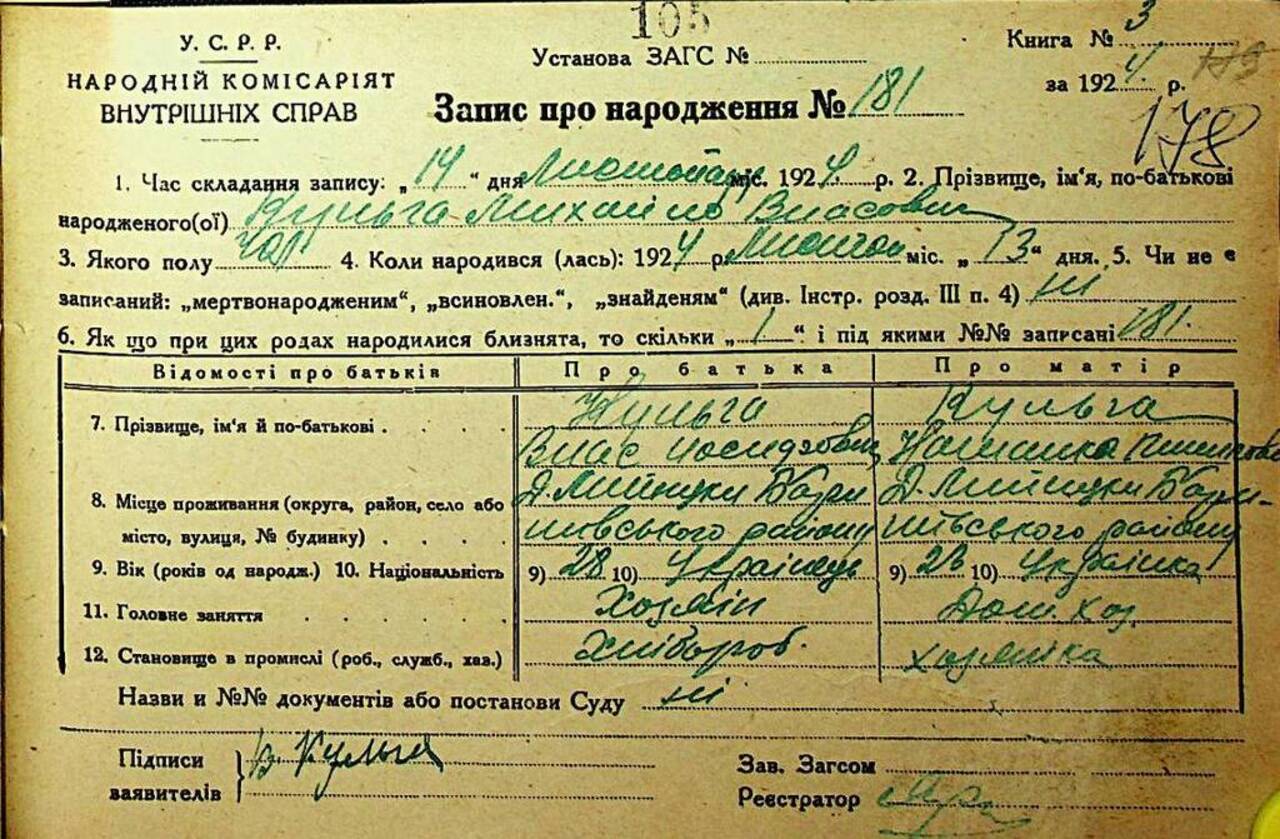 105
У. С. Р. Р.
НАРОДНІЙ КОМІСАРІЯТ
ВНУТРІШНІХ СПРАВ
Установа ЗАГС №
Книга № 3
за 1924 р.
Запис про народження № 181
178
1. Час складання запису: „14“ дня Листопаду міс. 1924 р. 2. Прізвище, ім'я, по-батькові
народженого(ої) Кульга Михайло Власович
3. Якого полу Чол 4. Коли народився (лась): 1924 р. Листоп міс. „13“ дня. 5. Чи не є
записаний: „мертвонародженим“, „всиновлен.“, „знайденям“ (див. Інстр. розд. III п. 4) ні
6. Як що при цих родах народилися близнята, то скільки „1“ і під якими №№ записані 181.
Відомості про батьків Про батька Про матір
7. Прізвище, ім'я й по-батькові . . . . Кульга Кульга
Влас
8. Місце проживання (округа, район, село або Д.
місто, вулиця, № будинку) . . . . району району
9. Вік (років од народж.) 10. Національність 9) 28 10) Українець 9) 28 10) Українка
11. Головне заняття . . . . . . Хозяїн Дом. хоз.
12. Становище в промислі (роб., служб., хаз.) Хлібороб. хозяйка
Назви и №№ документів або постанови Суду ні
Підписи В. Кульга
заявителів
Зав. Загсом
Реєстратор